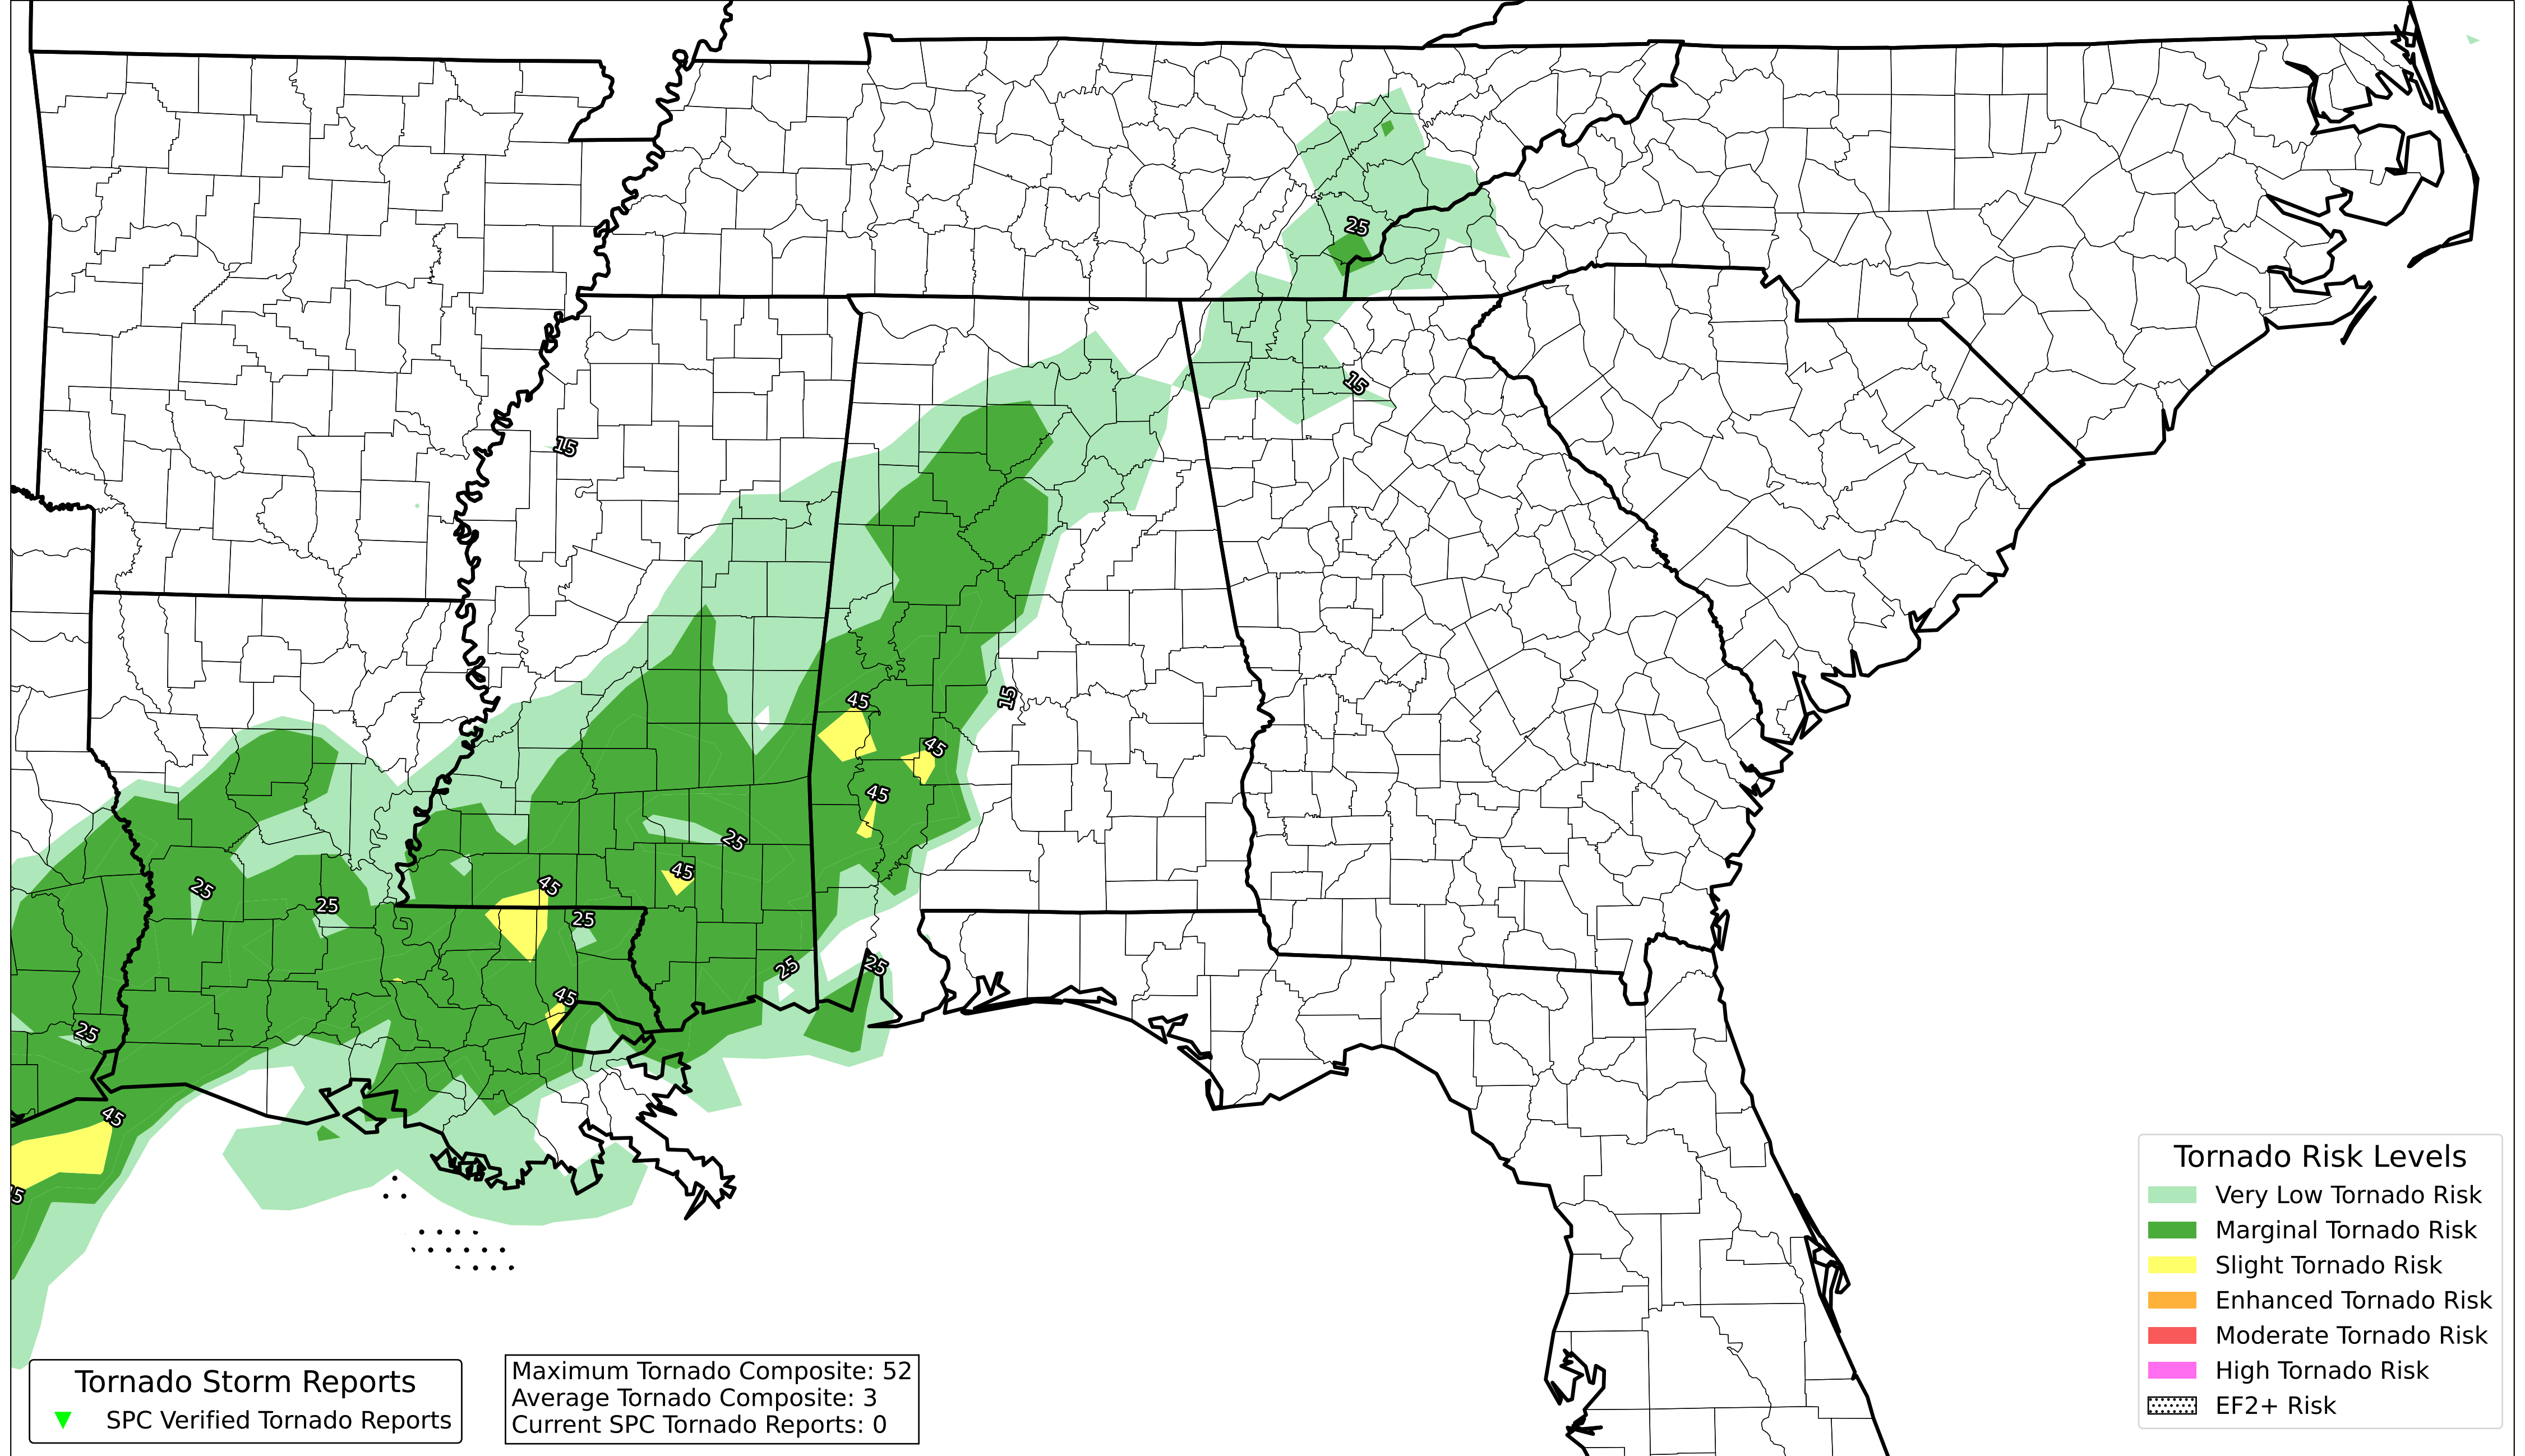 25
15
15
45
15
45
45
25
45
25
45
25
25
25
25
45
25
45
5
Tornado Risk Levels
Very Low Tornado Risk
Marginal Tornado Risk
Slight Tornado Risk
Enhanced Tornado Risk
Moderate Tornado Risk
High Tornado Risk
EF2+ Risk
Tornado Storm Reports
SPC Verified Tornado Reports
Maximum Tornado Composite: 52
Average Tornado Composite: 3
Current SPC Tornado Reports: 0